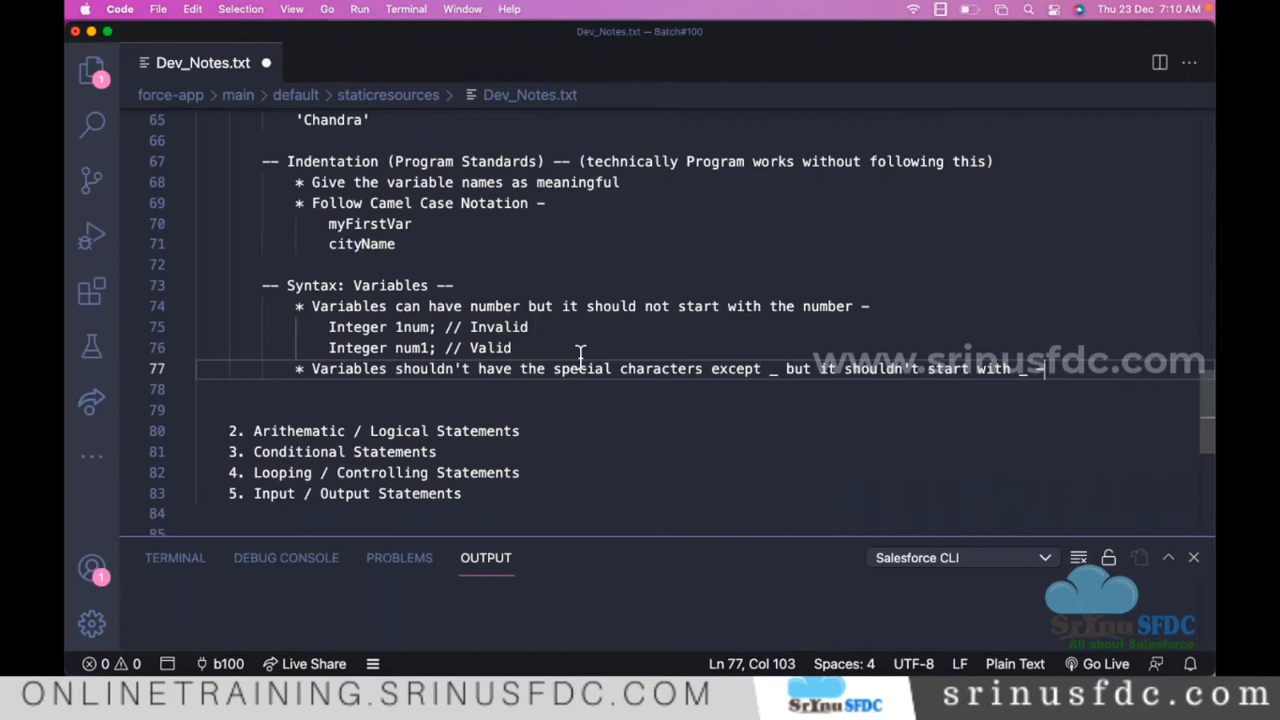 Code File Edit Selection View Go Run Terminal Window Help Thu 23 Dec 7:10 AM
Dev_Notes.txt — Batch#100
1
Dev_Notes.txt
force-app > main > default > staticresources > Dev_Notes.txt
65 'Chandra'
66
67 -- Indentation (Program Standards) -- (technically Program works without following this)
68 * Give the variable names as meaningful
69 * Follow Camel Case Notation -
70 myFirstVar
71 cityName
72
73 -- Syntax: Variables --
74 * Variables can have number but it should not start with the number -
75 Integer 1num; // Invalid
76 Integer num1; // Valid
77 * Variables shouldn't have the special characters except _ but it shouldn't start with _ -
www.srinusfdc.com
78
79
80 2. Arithematic / Logical Statements
81 3. Conditional Statements
82 4. Looping / Controlling Statements
83 5. Input / Output Statements
84
85
TERMINAL DEBUG CONSOLE PROBLEMS OUTPUT Salesforce CLI
1
SrInu SFDC
All about Salesforce
0 0 b100 Live Share Ln 77, Col 103 Spaces: 4 UTF-8 LF Plain Text Go Live
ONLINETRAINING.SRINUSFDC.COM SrInu SFDC srinusfdc.com